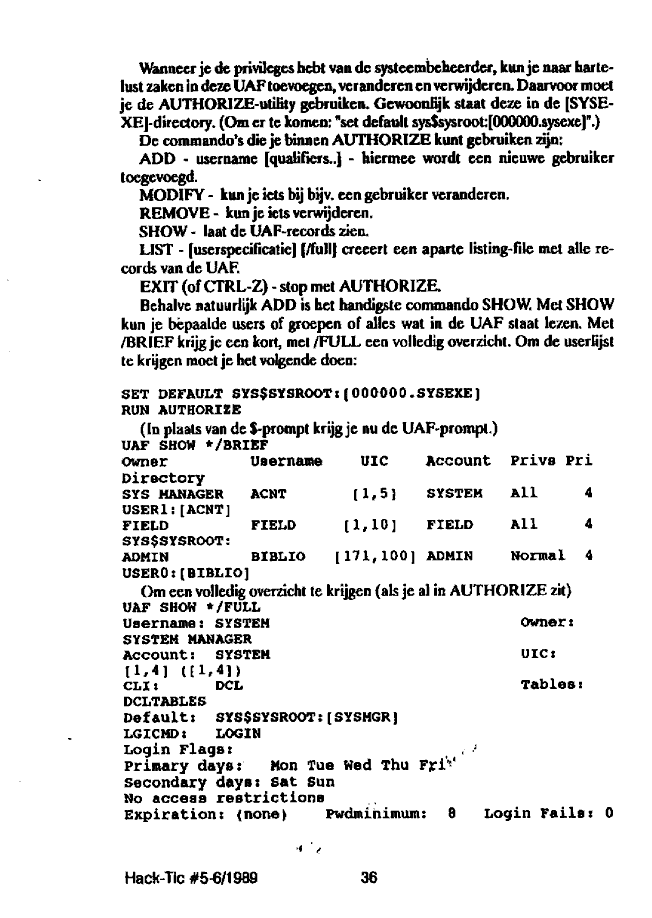 Wanneer je de privileges hebt van de systeembeheerder, kun je naar harte-
lust zaken in deze UAF toevoegen, veranderen en verwijderen. Daarvoor moet
je de AUTHORIZE-utility gebruiken. Gewoonlijk staat deze in de [SYSE-
XE]-directory. (Om er te komen: "set default sys$sysroot:[000000.sysexe]".)
De commando's die je binnen AUTHORIZE kunt gebruiken zijn:
ADD - username [qualifiers..] - hiermee wordt een nieuwe gebruiker
toegevoegd.
MODIFY - kun je iets bij bijv. een gebruiker veranderen.
REMOVE - kun je iets verwijderen.
SHOW - laat de UAF-records zien.
LIST - [userspecificatie] [/full] creeert een aparte listing-file met alle re-
cords van de UAF.
EXIT (of CTRL-Z) - stop met AUTHORIZE.
Behalve natuurlijk ADD is het handigste commando SHOW. Met SHOW
kun je bepaalde users of groepen of alles wat in de UAF staat lezen. Met
/BRIEF krijg je een kort, met /FULL een volledig overzicht. Om de userlijst
te krijgen moet je het volgende doen:
SET DEFAULT SYS$SYSROOT:[000000.SYSEXE]
RUN AUTHORIZE
(In plaats van de $-prompt krijg je nu de UAF-prompt.)
UAF SHOW */BRIEF
Owner Username UIC Account Privs Pri
Directory
SYS MANAGER ACNT [1,5] SYSTEM All 4
USER1:[ACNT]
FIELD FIELD [1,10] FIELD All 4
SYS$SYSROOT:
ADMIN BIBLIO [171,100] ADMIN Normal 4
USER0:[BIBLIO]
Om een volledig overzicht te krijgen (als je al in AUTHORIZE zit)
UAF SHOW */FULL
Username: SYSTEM Owner:
SYSTEM MANAGER
Account: SYSTEM UIC:
[1,4] ([1,4])
CLI: DCL Tables:
DCLTABLES
Default: SYS$SYSROOT:[SYSMGR]
LGICMD: LOGIN
Login Flags:
Primary days: Mon Tue Wed Thu Fri
Secondary days: Sat Sun
No access restrictions
Expiration: (none) Pwdminimum: 8 Login Fails: 0
Hack-Tic #5-6/1989 36